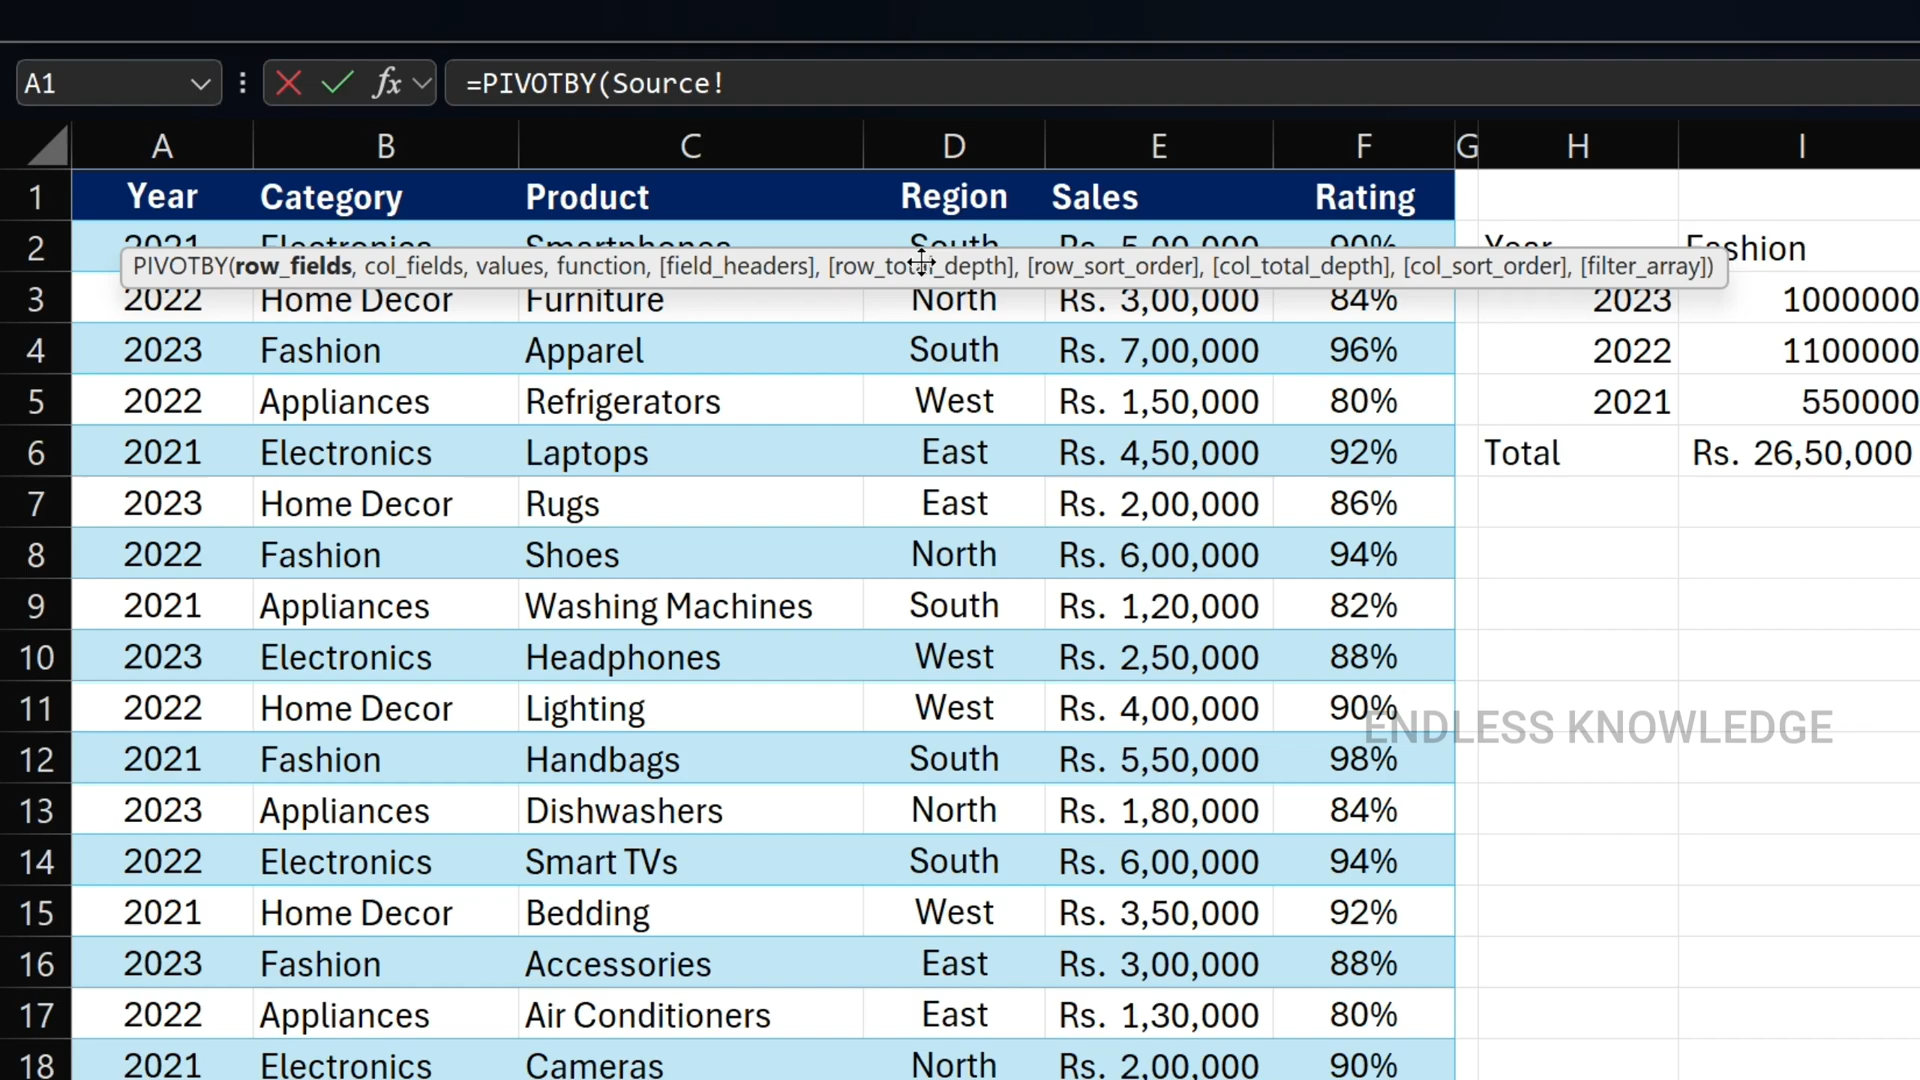 A1 fx =PIVOTBY(Source!
A B C D E F G H I
1 Year Category Product Region Sales Rating
2 2021 Electronics Smartphones South Rs. 5,00,000 90% Year Fashion
PIVOTBY(row_fields, col_fields, values, function, [field_headers], [row_total_depth], [row_sort_order], [col_total_depth], [col_sort_order], [filter_array])
3 2022 Home Decor Furniture North Rs. 3,00,000 84% 2023 1000000
4 2023 Fashion Apparel South Rs. 7,00,000 96% 2022 1100000
5 2022 Appliances Refrigerators West Rs. 1,50,000 80% 2021 550000
6 2021 Electronics Laptops East Rs. 4,50,000 92% Total Rs. 26,50,000
7 2023 Home Decor Rugs East Rs. 2,00,000 86%
8 2022 Fashion Shoes North Rs. 6,00,000 94%
9 2021 Appliances Washing Machines South Rs. 1,20,000 82%
10 2023 Electronics Headphones West Rs. 2,50,000 88%
11 2022 Home Decor Lighting West Rs. 4,00,000 90%
ENDLESS KNOWLEDGE
12 2021 Fashion Handbags South Rs. 5,50,000 98%
13 2023 Appliances Dishwashers North Rs. 1,80,000 84%
14 2022 Electronics Smart TVs South Rs. 6,00,000 94%
15 2021 Home Decor Bedding West Rs. 3,50,000 92%
16 2023 Fashion Accessories East Rs. 3,00,000 88%
17 2022 Appliances Air Conditioners East Rs. 1,30,000 80%
18 2021 Electronics Cameras North Rs. 2,00,000 90%